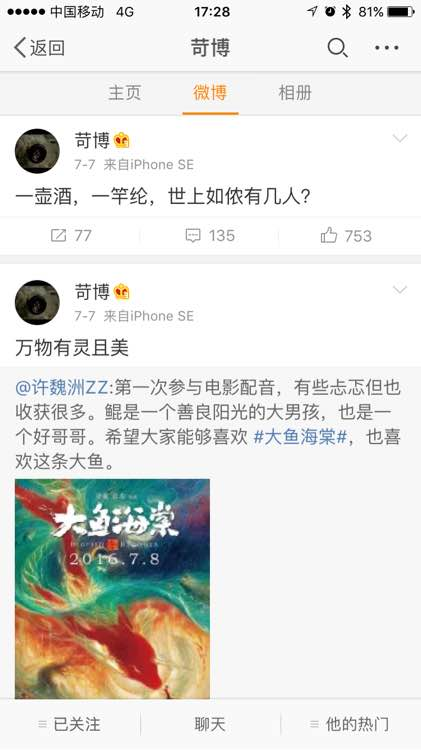 中国移动 4G 17:28 81%
返回 苛博
主页 微博 相册
苛博
7-7 来自iPhone SE
一壶酒，一竿纶，世上如侬有几人？
77 135 753
苛博
7-7 来自iPhone SE
万物有灵且美
@许魏洲ZZ:第一次参与电影配音，有些忐忑但也
收获很多。鲲是一个善良阳光的大男孩，也是一
个好哥哥。希望大家能够喜欢 #大鱼海棠#，也喜
欢这条大鱼。
大鱼海棠
2016.7.8
已关注 聊天 他的热门